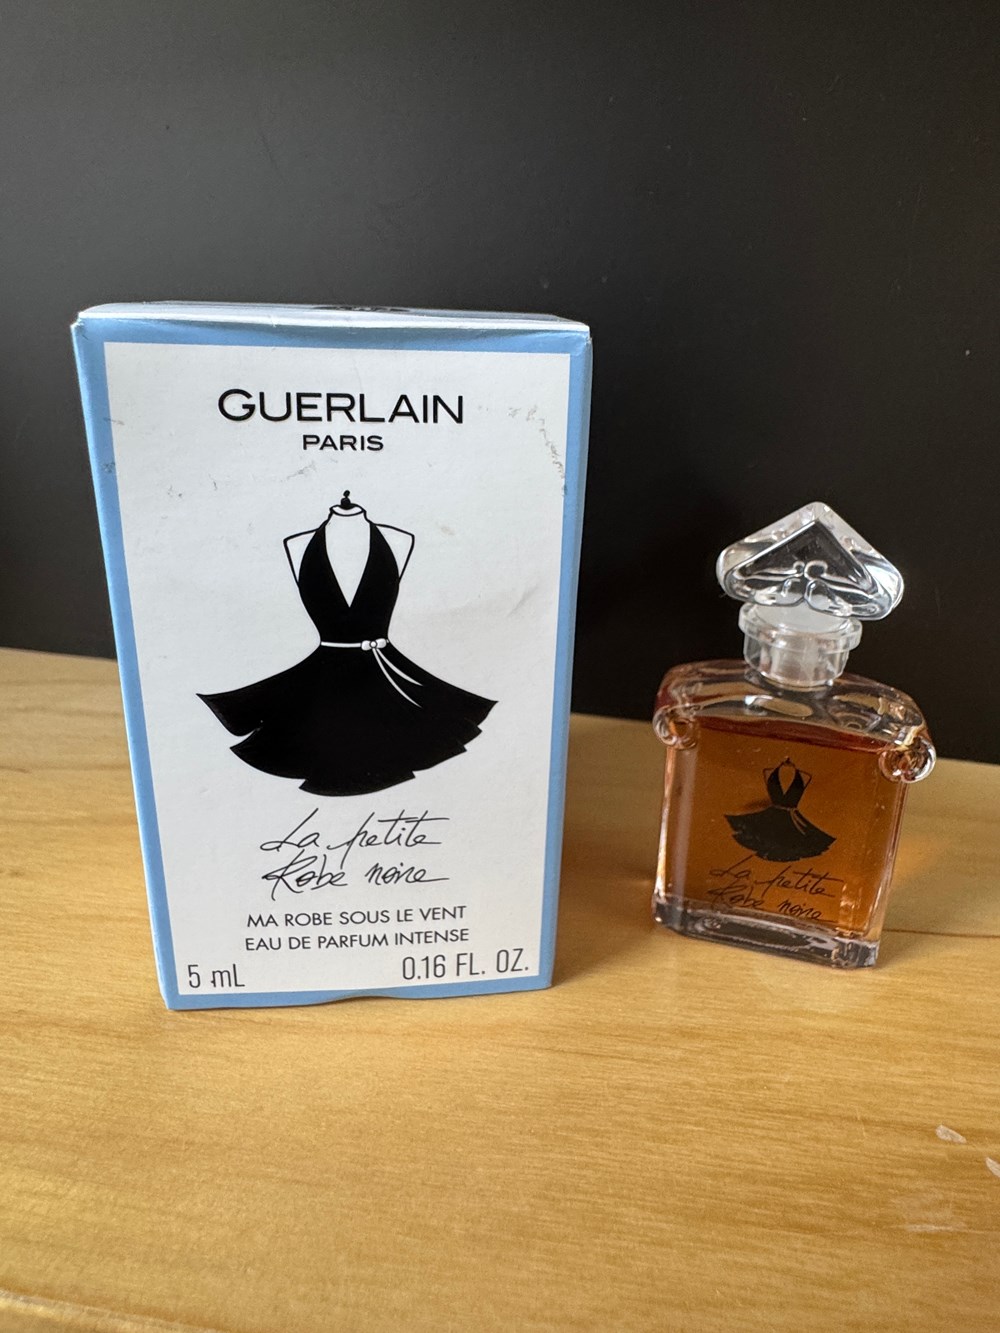 GUERLAIN
PARIS
La petite
Robe noire
MA ROBE SOUS LE VENT
EAU DE PARFUM INTENSE
5 mL
0.16 FL. OZ.
La petite
Robe noire